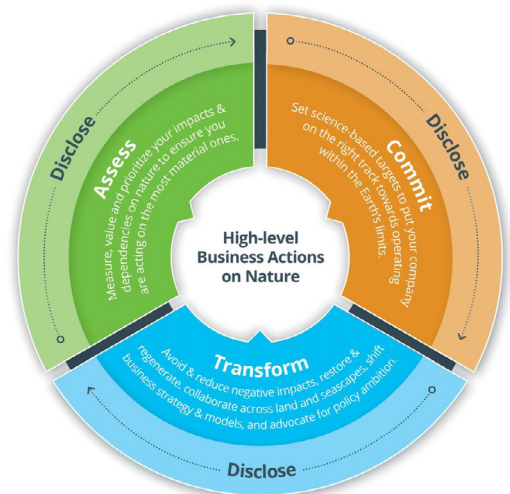 Disclose
Assess
Measure, value and prioritize your impacts &
dependencies on nature to ensure you
are acting on the most material ones.
Disclose
Commit
Set science-based targets to put your company
on the right track towards operating
within the Earth's limits.
High-level
Business Actions
on Nature
Transform
Avoid & reduce negative impacts, restore &
regenerate, collaborate across land and seascapes, shift
business strategy & models, and advocate for policy ambition.
Disclose